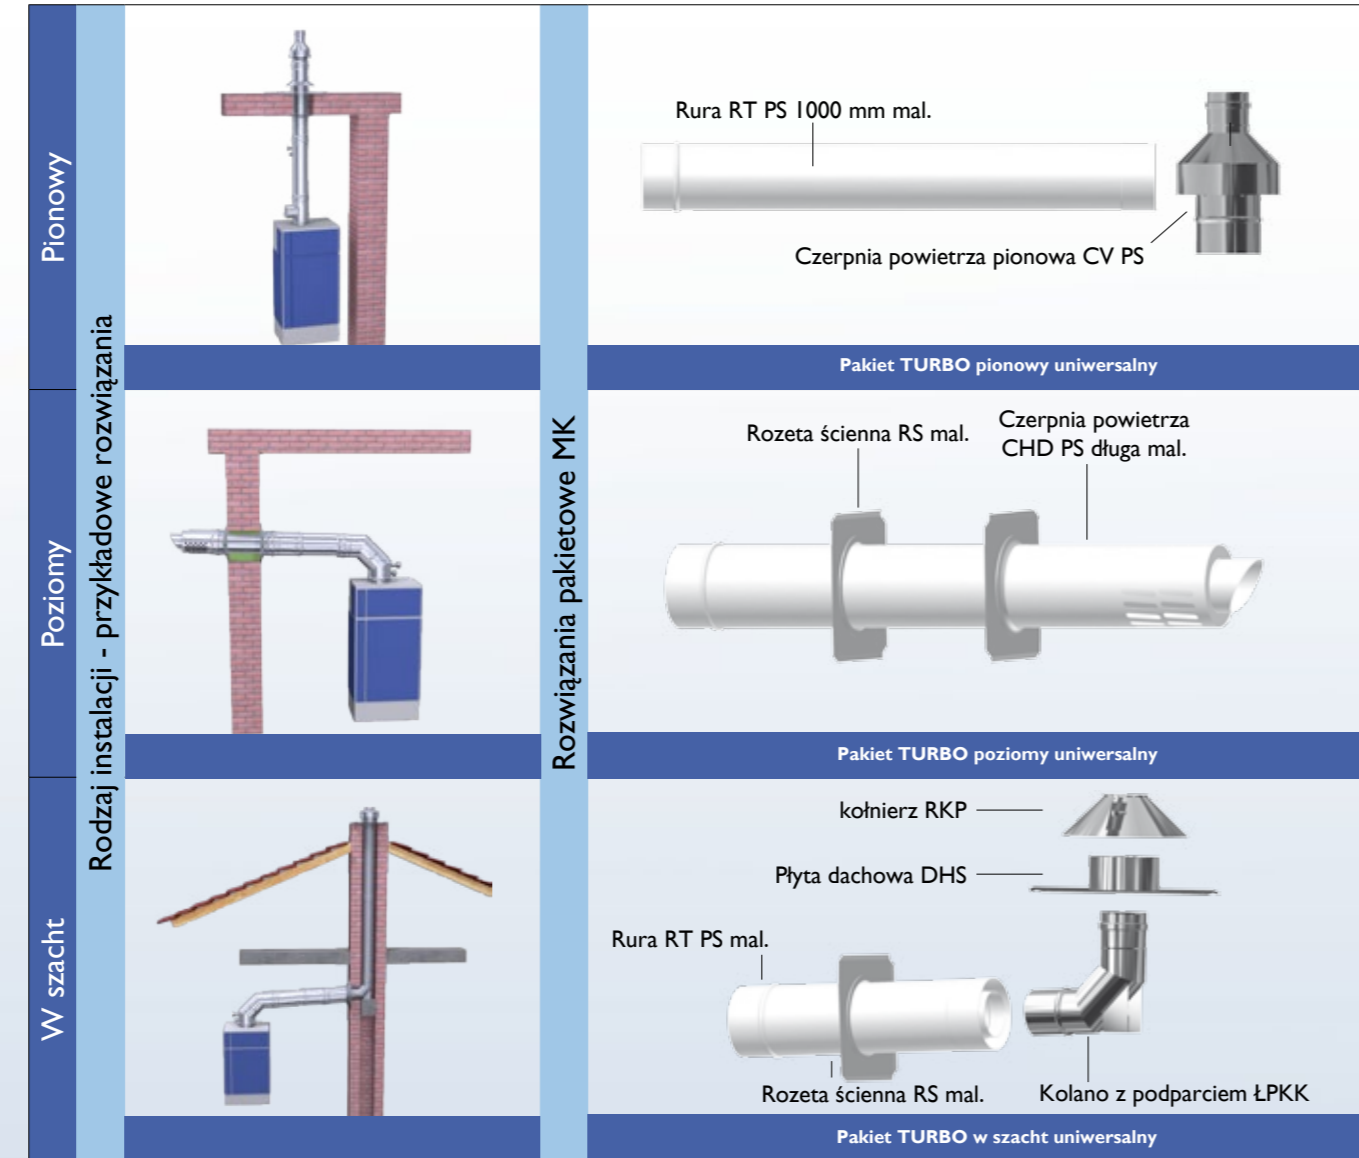 Rodzaj instalacji - przykładowe rozwiązania
Rozwiązania pakietowe MK
Pionowy
Rura RT PS 1000 mm mal.
Czerpnia powietrza pionowa CV PS
Pakiet TURBO pionowy uniwersalny
Poziomy
Rozeta ścienna RS mal.
Czerpnia powietrza
CHD PS długa mal.
Pakiet TURBO poziomy uniwersalny
W szacht
kołnierz RKP
Płyta dachowa DHS
Rura RT PS mal.
Rozeta ścienna RS mal.
Kolano z podparciem ŁPKK
Pakiet TURBO w szacht uniwersalny